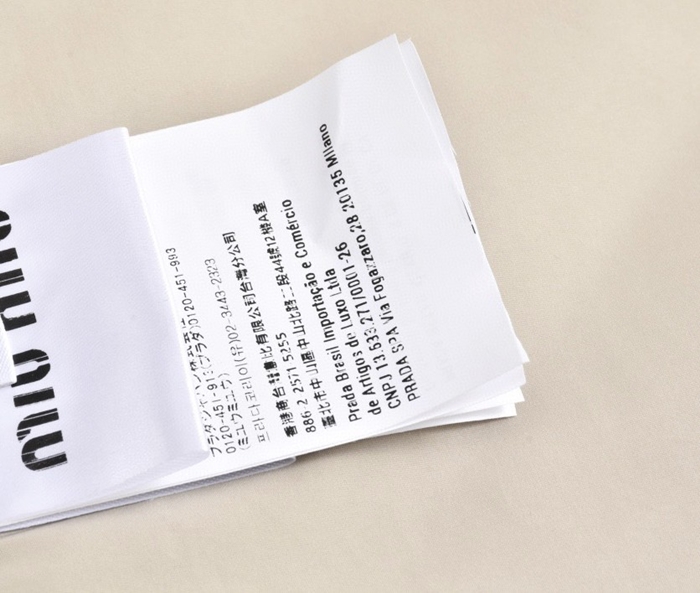 miu miu
0120-451-993
プラダジャパン株式会社
(プラダ)0120-451-913
(ミュウミュウ)
프라다코리아(유)02-3443-2323
香港商台灣普惠比有限公司台灣分公司
886 2 2571 5255
臺北市中山區中山北路二段44號12樓A室
Prada Brasil Importação e Comércio
de Artigos de Luxo Ltda
CNPJ 13.533.271/0001-26
PRADA S.p.A Via Fogazzaro,28 20135 Milano